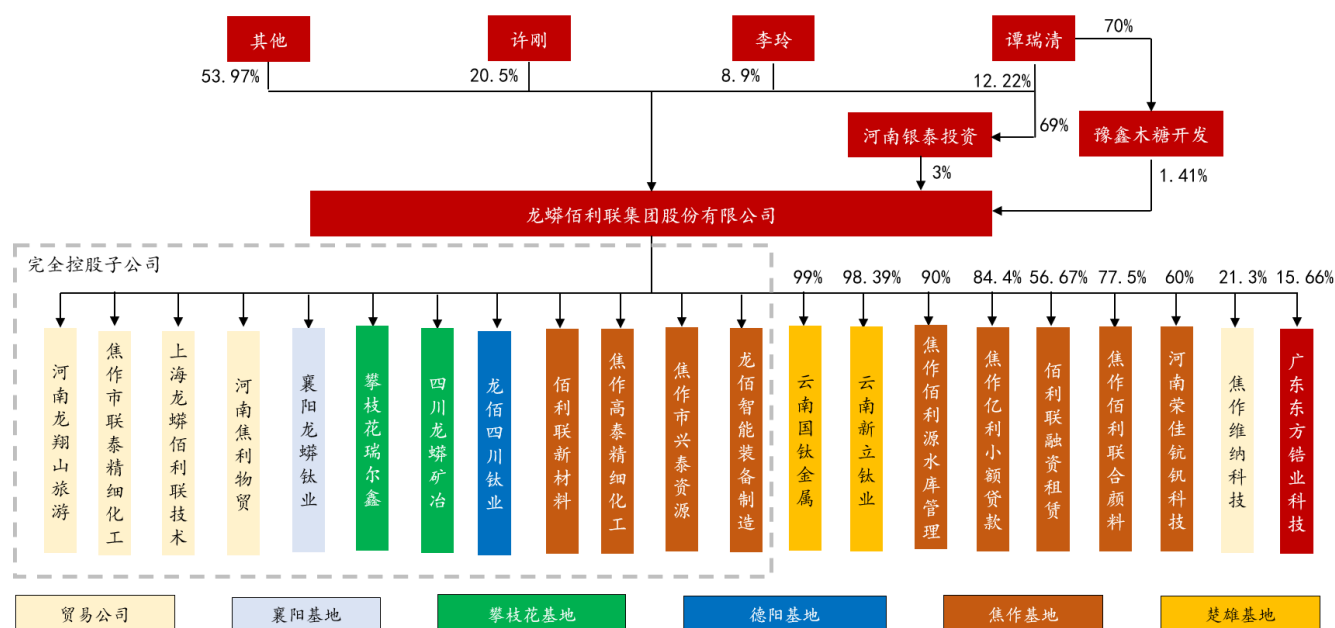 其他
许刚
李玲
谭瑞清
70%
53.97%
20.5%
8.9%
12.22%
河南银泰投资
69%
豫鑫木糖开发
3%
1.41%
龙蟒佰利联集团股份有限公司
完全控股子公司
99%
98.39%
90%
84.4%
56.67%
77.5%
60%
21.3%
15.66%
河南龙翔山旅游
焦作市联泰精细化工
上海龙蟒佰利联技术
河南焦利物贸
襄阳龙蟒钛业
攀枝花瑞尔鑫
四川龙蟒矿冶
龙佰四川钛业
佰利联新材料
焦作高泰精细化工
焦作市兴泰资源
龙佰智能装备制造
云南国钛金属
云南新立钛业
焦作佰利源水库管理
焦作亿利小额贷款
佰利联融资租赁
焦作佰利联合颜料
河南荣佳钪钒科技
焦作维纳科技
广东东方锆业科技
贸易公司
襄阳基地
攀枝花基地
德阳基地
焦作基地
楚雄基地